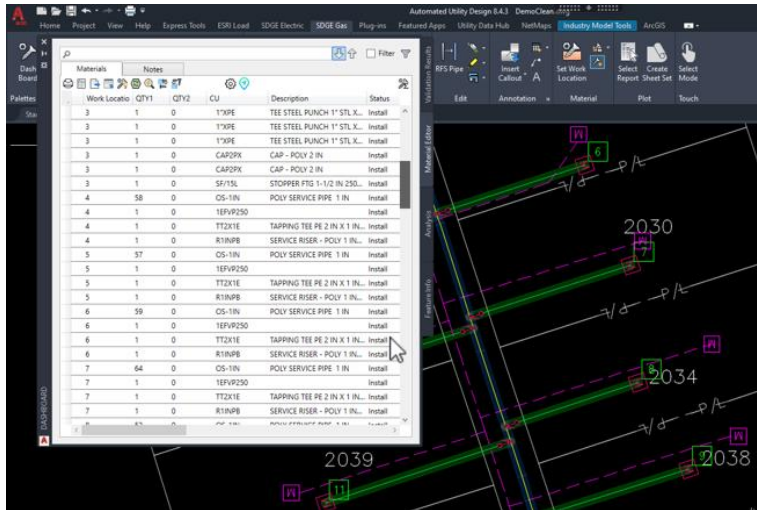 Automated Utility Design 8.4.3 DemoClean.dwg
Home Project View Help Express Tools ESRI Load SDGE Electric SDGE Gas Plug-ins Featured Apps Utility Data Hub NetMaps Industry Model Tools ArcGIS
Dash
Board
RFS Pipe
Insert
Callout
Set Work
Location
Select
Report
Create
Sheet Set
Select
Mode
Palettes
Edit Annotation Material Plot Touch
Filter
Materials Notes
Work Locatio QTY1 QTY2 CU Description Status
3 1 0 1"XPE TEE STEEL PUNCH 1" STL X... Install
3 1 0 1"XPE TEE STEEL PUNCH 1" STL X... Install
3 1 0 1"XPE TEE STEEL PUNCH 1" STL X... Install
3 1 0 CAP2PX CAP - POLY 2 IN Install
3 1 0 CAP2PX CAP - POLY 2 IN Install
3 1 0 SF/15L STOPPER FTG 1-1/2 IN 250... Install
4 58 0 OS-1IN POLY SERVICE PIPE 1 IN Install
4 1 0 1EFVP250 Install
4 1 0 TT2X1E TAPPING TEE PE 2 IN X 1 IN... Install
4 1 0 R1INPB SERVICE RISER - POLY 1 IN... Install
5 57 0 OS-1IN POLY SERVICE PIPE 1 IN Install
5 1 0 1EFVP250 Install
5 1 0 TT2X1E TAPPING TEE PE 2 IN X 1 IN... Install
5 1 0 R1INPB SERVICE RISER - POLY 1 IN... Install
6 59 0 OS-1IN POLY SERVICE PIPE 1 IN Install
6 1 0 1EFVP250 Install
6 1 0 TT2X1E TAPPING TEE PE 2 IN X 1 IN... Install
6 1 0 R1INPB SERVICE RISER - POLY 1 IN... Install
7 64 0 OS-1IN POLY SERVICE PIPE 1 IN Install
7 1 0 1EFVP250 Install
7 1 0 TT2X1E TAPPING TEE PE 2 IN X 1 IN... Install
7 1 0 R1INPB SERVICE RISER - POLY 1 IN... Install
Validation Results
Material Editor
Analysis
Feature Info
DASHBOARD
M
6
P/L
2030
M
7
P/L
M
8
2034
P/L
M
2039
9
2038
M
11